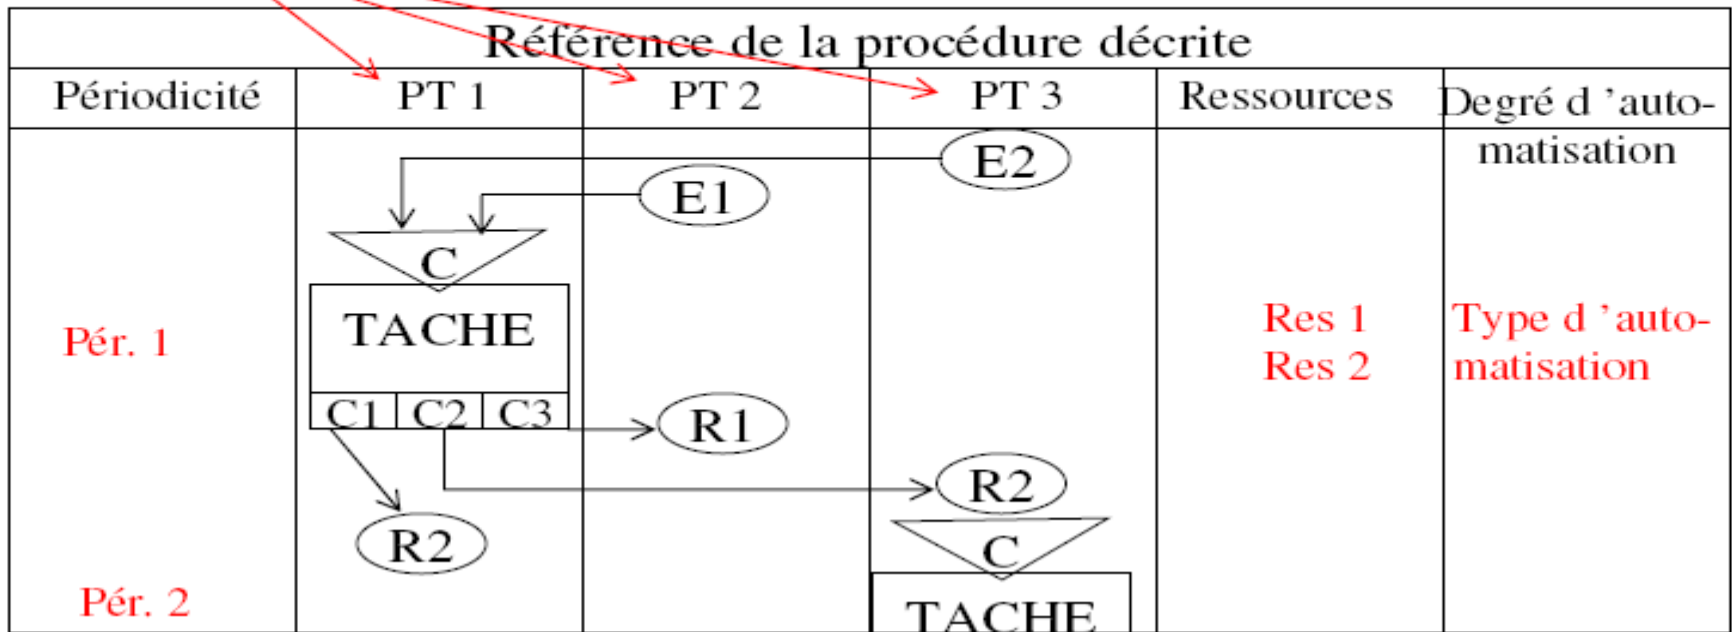 Référence de la procédure décrite
Périodicité PT 1 PT 2 PT 3 Ressources Degré d 'auto-
matisation
E2
E1
C
TACHE
Pér. 1
Res 1 Type d 'auto-
Res 2 matisation
C1 C2 C3
R1
R2
R2
C
Pér. 2
TACHE